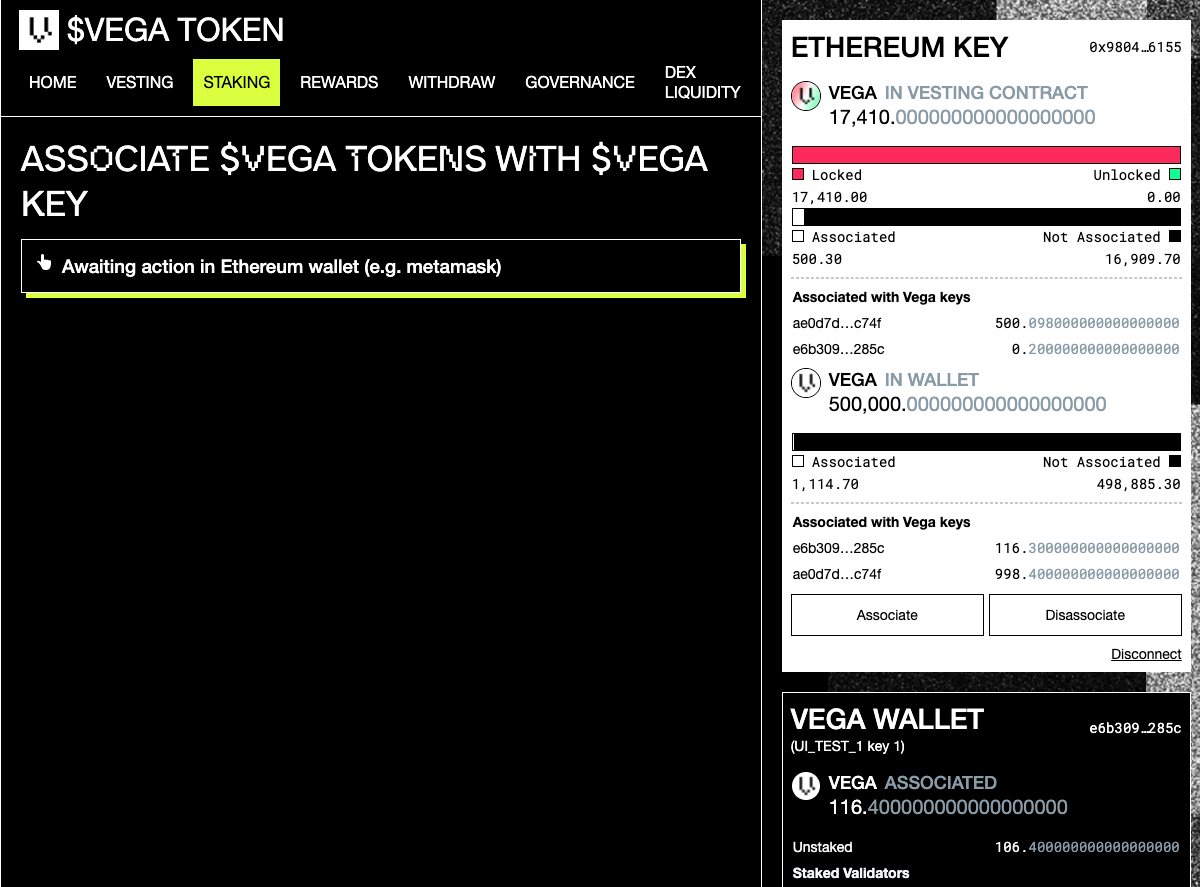 $VEGA TOKEN
HOME VESTING STAKING REWARDS WITHDRAW GOVERNANCE DEX LIQUIDITY
ASSOCIATE $VEGA TOKENS WITH $VEGA
KEY
Awaiting action in Ethereum wallet (e.g. metamask)
ETHEREUM KEY 0x9804…6155
VEGA IN VESTING CONTRACT
17,410.000000000000000000
Locked Unlocked
17,410.00 0.00
Associated Not Associated
500.30 16,909.70
Associated with Vega keys
ae0d7d…c74f 500.098000000000000000
e6b309…285c 0.200000000000000000
VEGA IN WALLET
500,000.000000000000000000
Associated Not Associated
1,114.70 498,885.30
Associated with Vega keys
e6b309…285c 116.300000000000000000
ae0d7d…c74f 998.400000000000000000
Associate Disassociate
Disconnect
VEGA WALLET e6b309…285c
(UI_TEST_1 key 1)
VEGA ASSOCIATED
116.400000000000000000
Unstaked 106.400000000000000000
Staked Validators